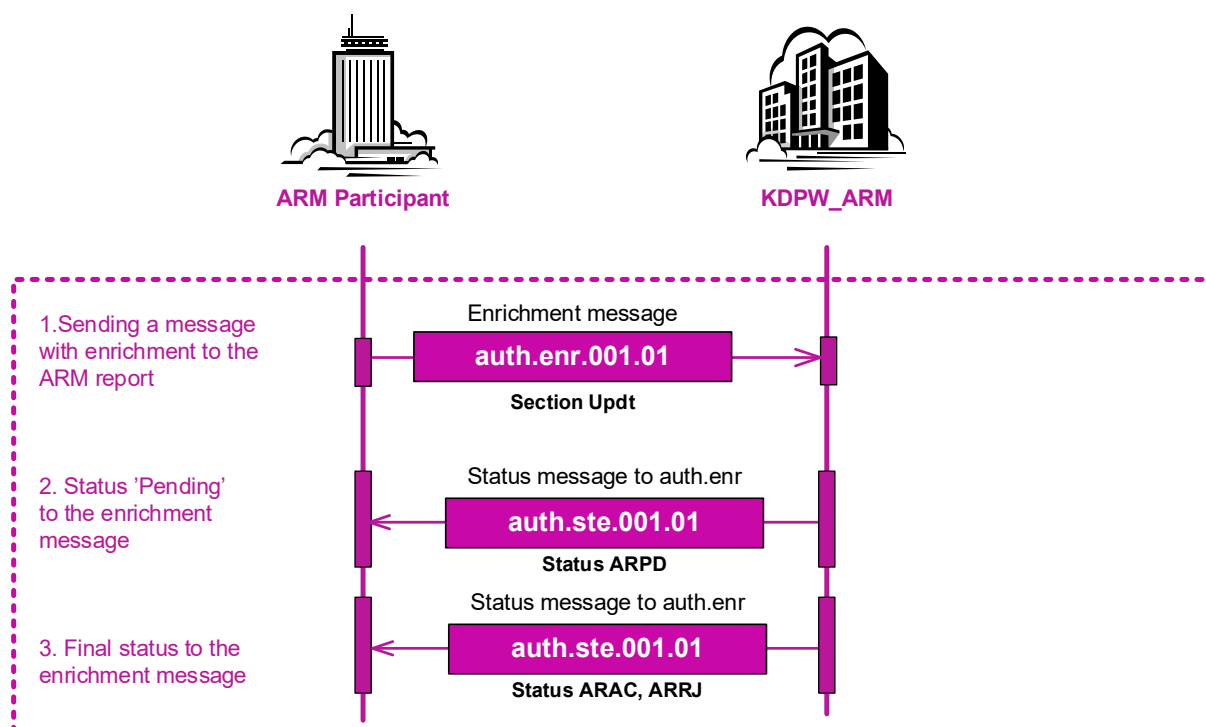 ARM Participant
KDPW_ARM
1.Sending a message
with enrichment to the
ARM report
Enrichment message
auth.enr.001.01
Section Updt
2. Status ’Pending’
to the enrichment
message
Status message to auth.enr
auth.ste.001.01
Status ARPD
3. Final status to the
enrichment message
Status message to auth.enr
auth.ste.001.01
Status ARAC, ARRJ